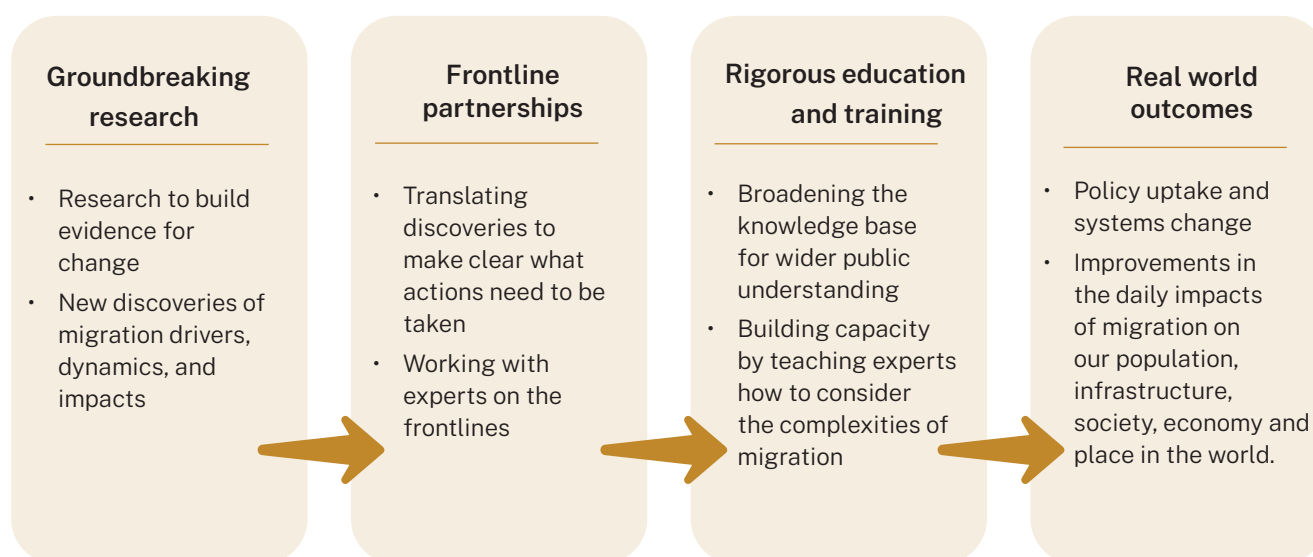 Groundbreaking
research
• Research to build
evidence for
change
• New discoveries of
migration drivers,
dynamics, and
impacts
Frontline
partnerships
• Translating
discoveries to
make clear what
actions need to be
taken
• Working with
experts on the
frontlines
Rigorous education
and training
• Broadening the
knowledge base
for wider public
understanding
• Building capacity
by teaching experts
how to consider
the complexities of
migration
Real world
outcomes
• Policy uptake and
systems change
• Improvements in
the daily impacts
of migration on
our population,
infrastructure,
society, economy and
place in the world.